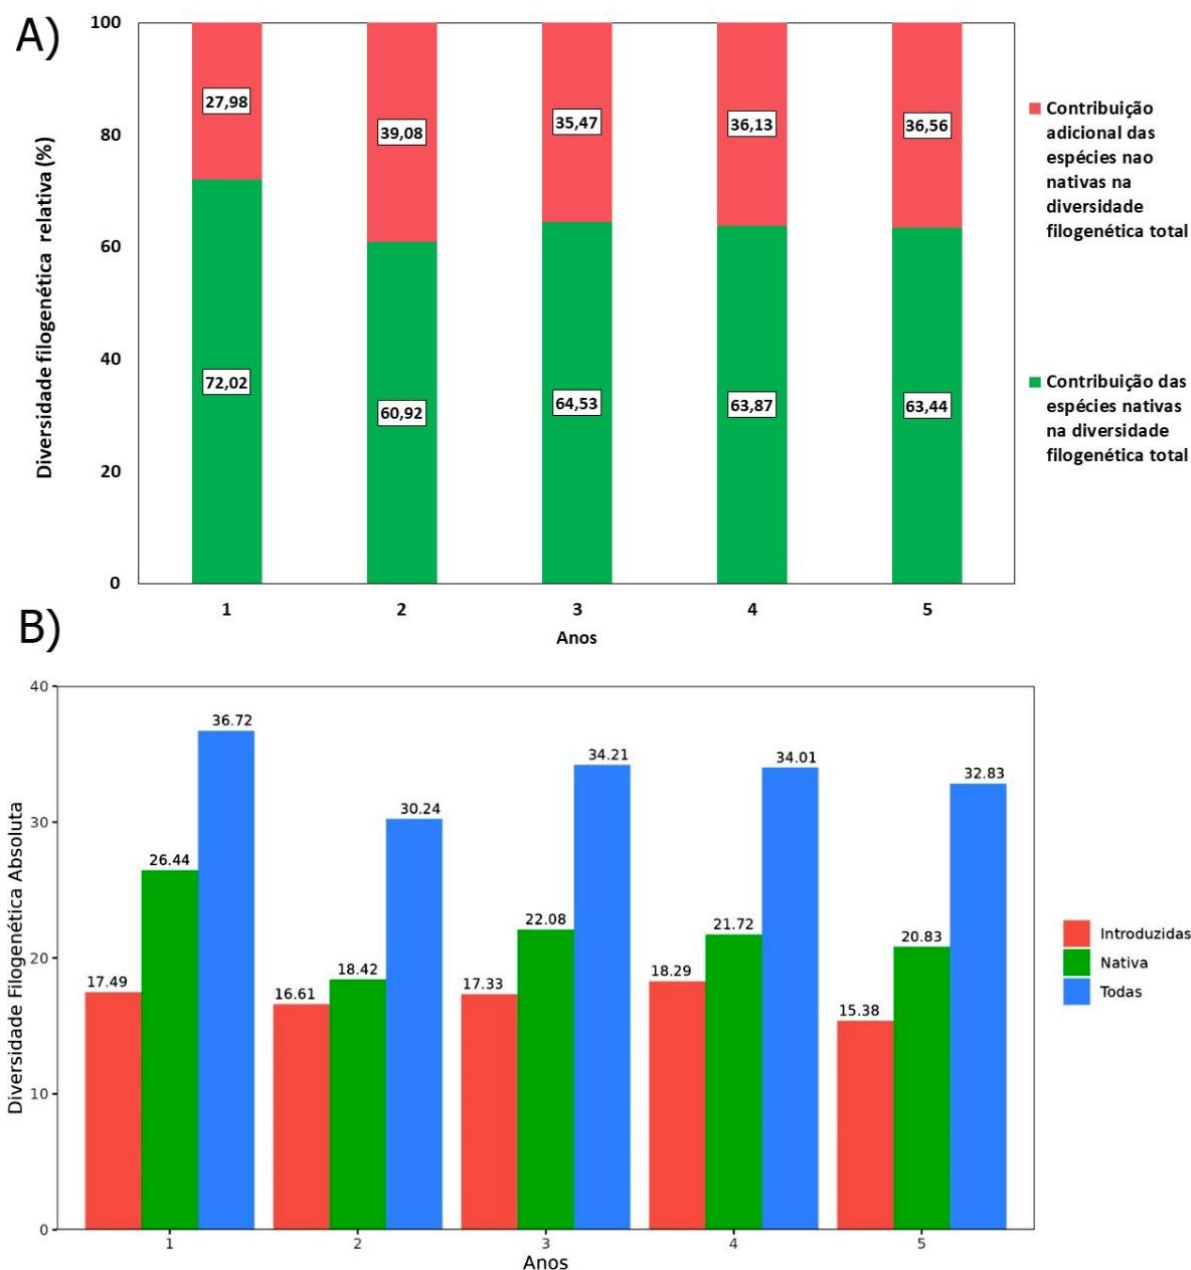 A)
100
80
60
40
20
0
Diversidade filogenética relativa (%)
27,98
39,08
35,47
36,13
36,56
72,02
60,92
64,53
63,87
63,44
1
2
3
4
5
Anos
Contribuição
adicional das
espécies nao
nativas na
diversidade
filogenética total
Contribuição das
espécies nativas
na diversidade
filogenética total
B)
40
30
20
10
0
Diversidade Filogenética Absoluta
17.49
26.44
36.72
16.61
18.42
30.24
17.33
22.08
34.21
18.29
21.72
34.01
15.38
20.83
32.83
1
2
3
4
5
Anos
Introduzidas
Nativa
Todas